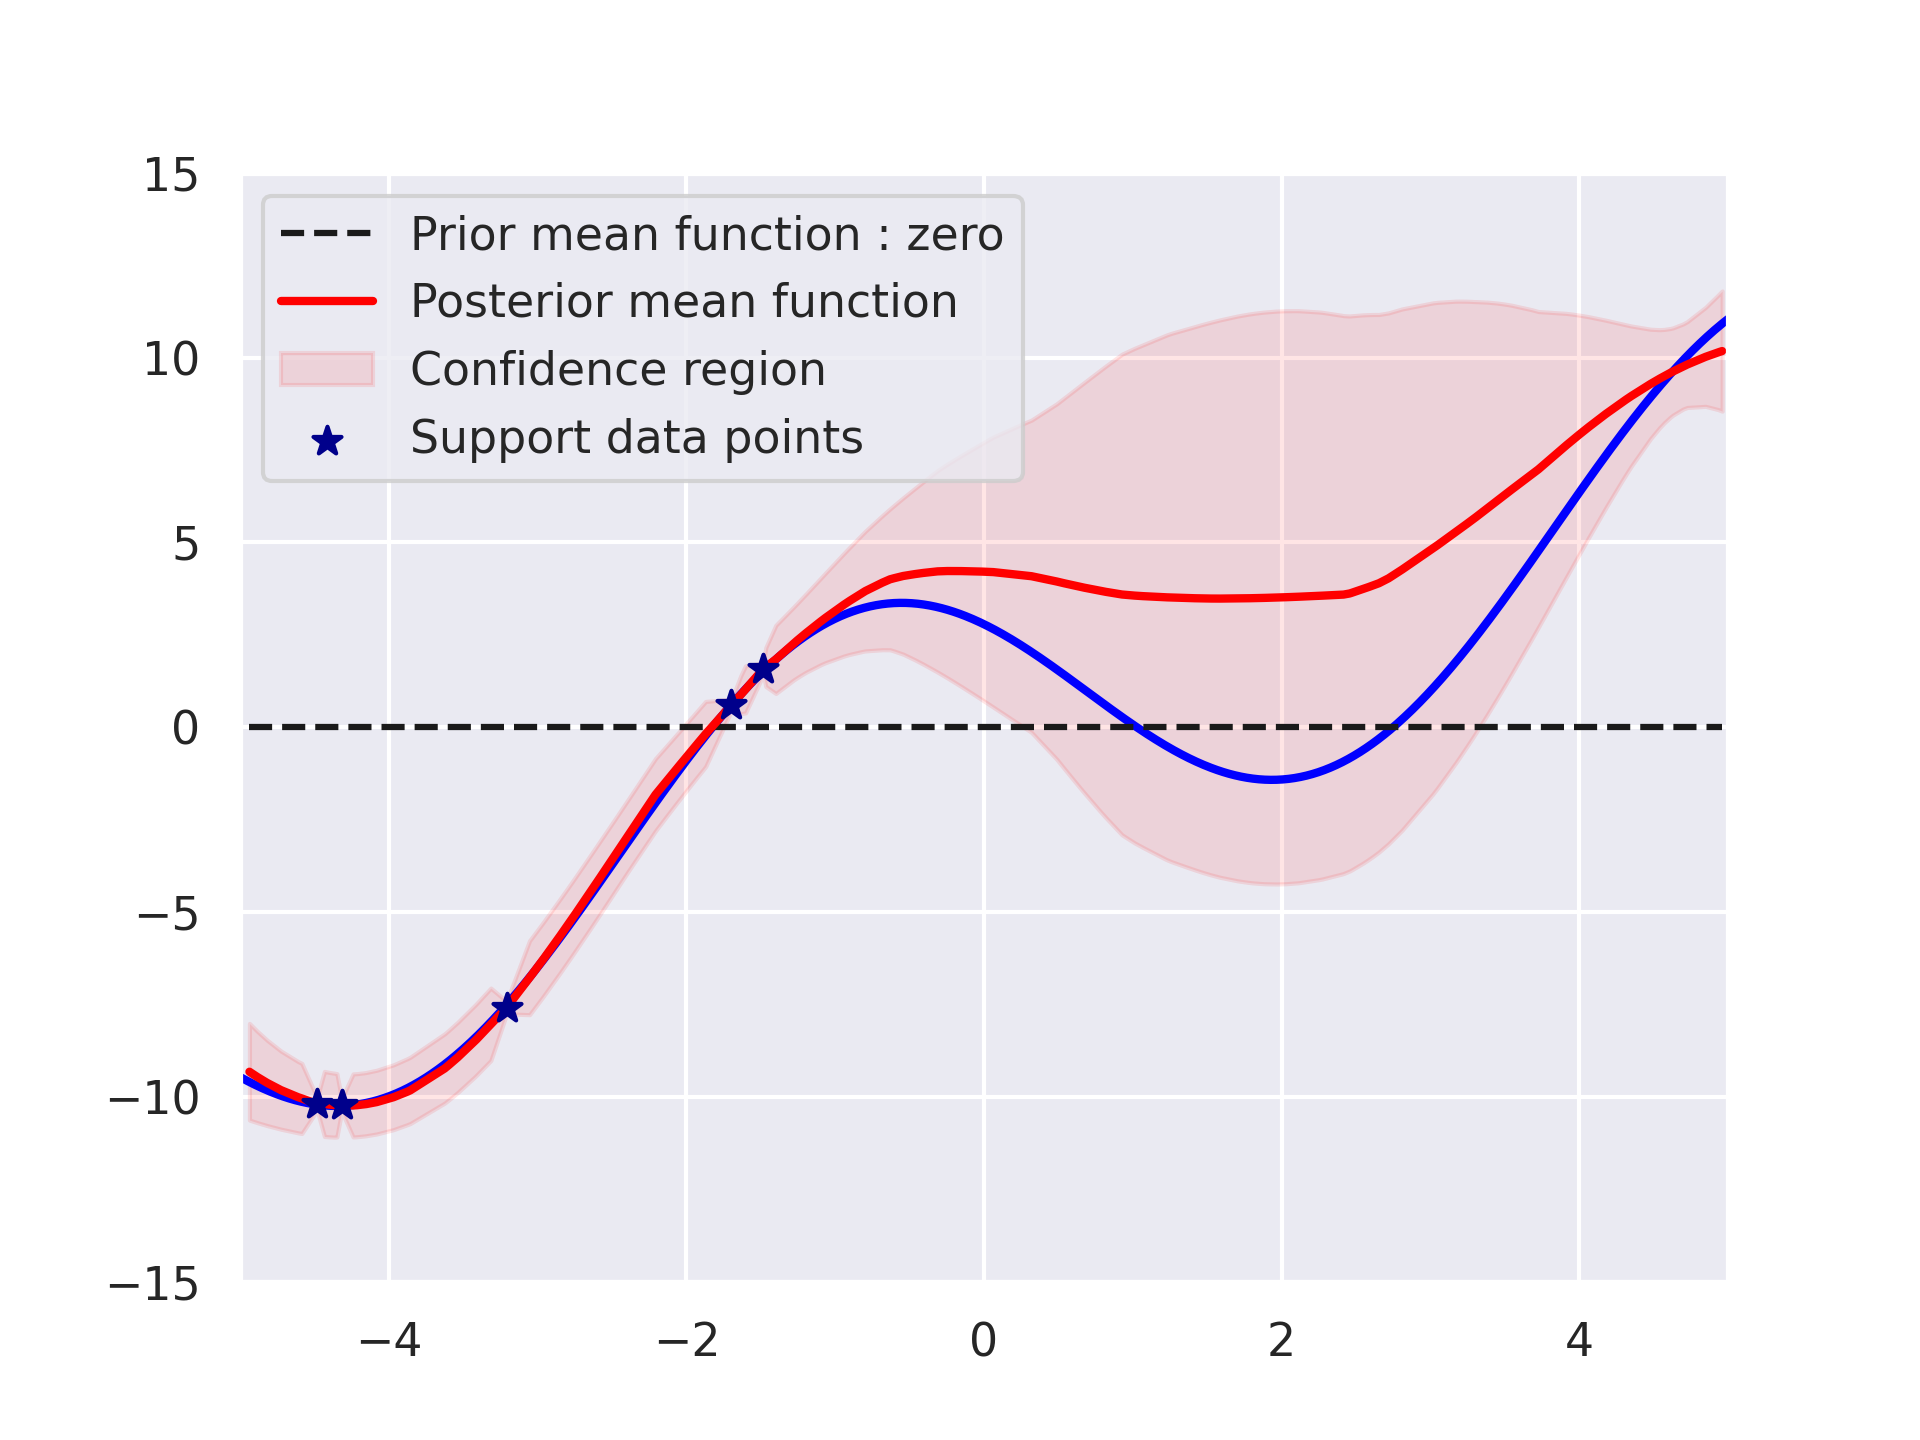 15
10
5
0
−5
−10
−15
Prior mean function : zero
Posterior mean function
Confidence region
Support data points
−4 −2 0 2 4